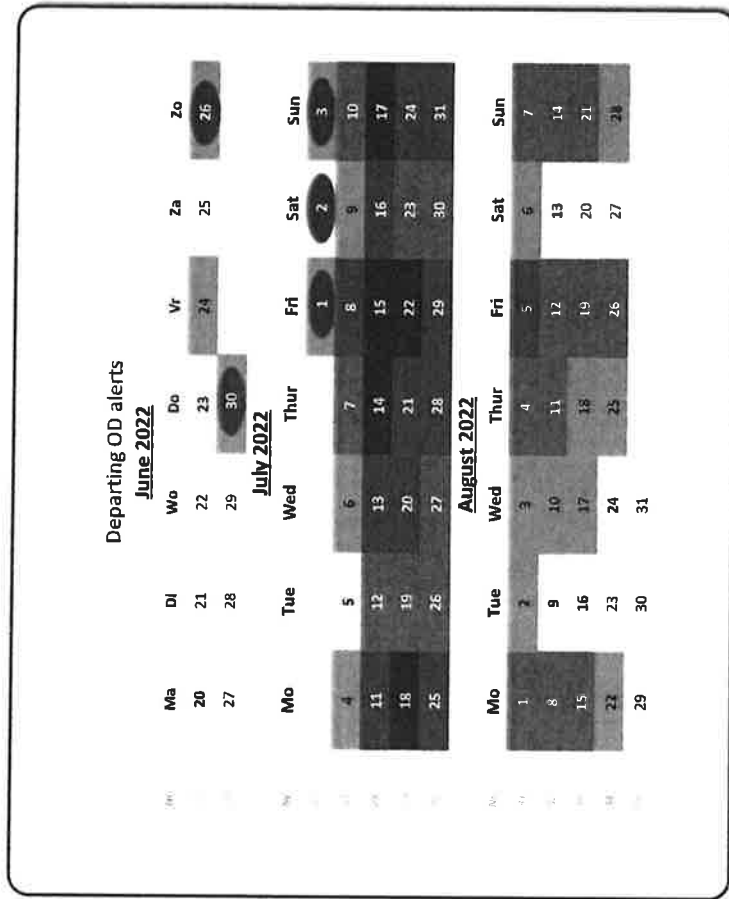 Departing OD alerts
June 2022
Ma Di Wo Do Vr Za Zo
20 21 22 23 24 25 26
27 28 29 30
July 2022
Mo Tue Wed Thur Fri Sat Sun
1 2 3
4 5 6 7 8 9 10
11 12 13 14 15 16 17
18 19 20 21 22 23 24
25 26 27 28 29 30 31
August 2022
Mo Tue Wed Thur Fri Sat Sun
1 2 3 4 5 6 7
8 9 10 11 12 13 14
15 16 17 18 19 20 21
22 23 24 25 26 27 28
29 30 31